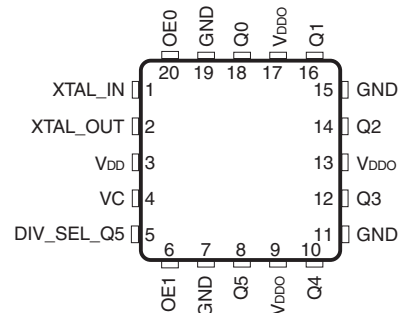 OE0 GND Q0 VDDO Q1
20 19 18 17 16
XTAL_IN 1 15 GND
XTAL_OUT 2 14 Q2
VDD 3 13 VDDO
VC 4 12 Q3
DIV_SEL_Q5 5 11 GND
6 7 8 9 10
OE1 GND Q5 VDDO Q4